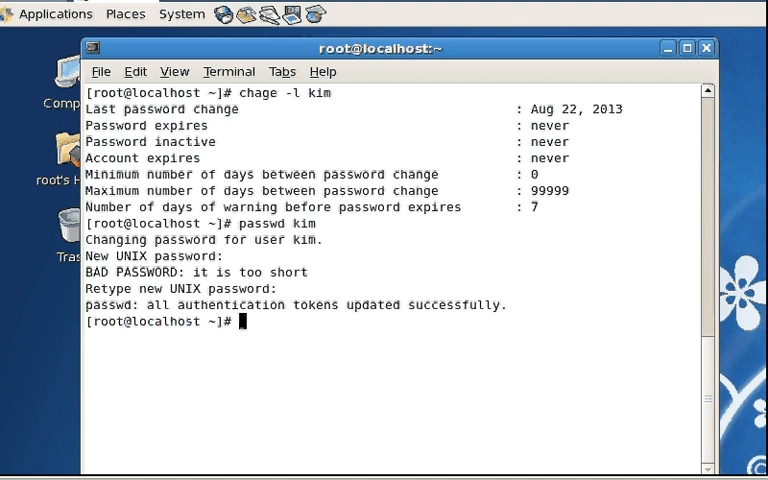 Applications Places System
root@localhost:~
File Edit View Terminal Tabs Help
[root@localhost ~]# chage -l kim
Last password change : Aug 22, 2013
Password expires : never
Password inactive : never
Account expires : never
Minimum number of days between password change : 0
Maximum number of days between password change : 99999
Number of days of warning before password expires : 7
[root@localhost ~]# passwd kim
Changing password for user kim.
New UNIX password:
BAD PASSWORD: it is too short
Retype new UNIX password:
passwd: all authentication tokens updated successfully.
[root@localhost ~]#
Comp
root's H
Tras